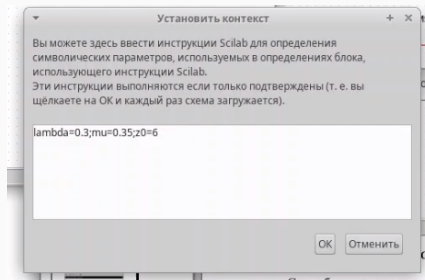 Установить контекст
Вы можете здесь ввести инструкции Scilab для определения
символических параметров, используемых в определениях блока,
использующего инструкции Scilab.
Эти инструкции выполняются если только подтверждены (т. е. вы
щёлкаете на ОК и каждый раз схема загружается).
lambda=0.3;mu=0.35;z0=6
ОК Отменить